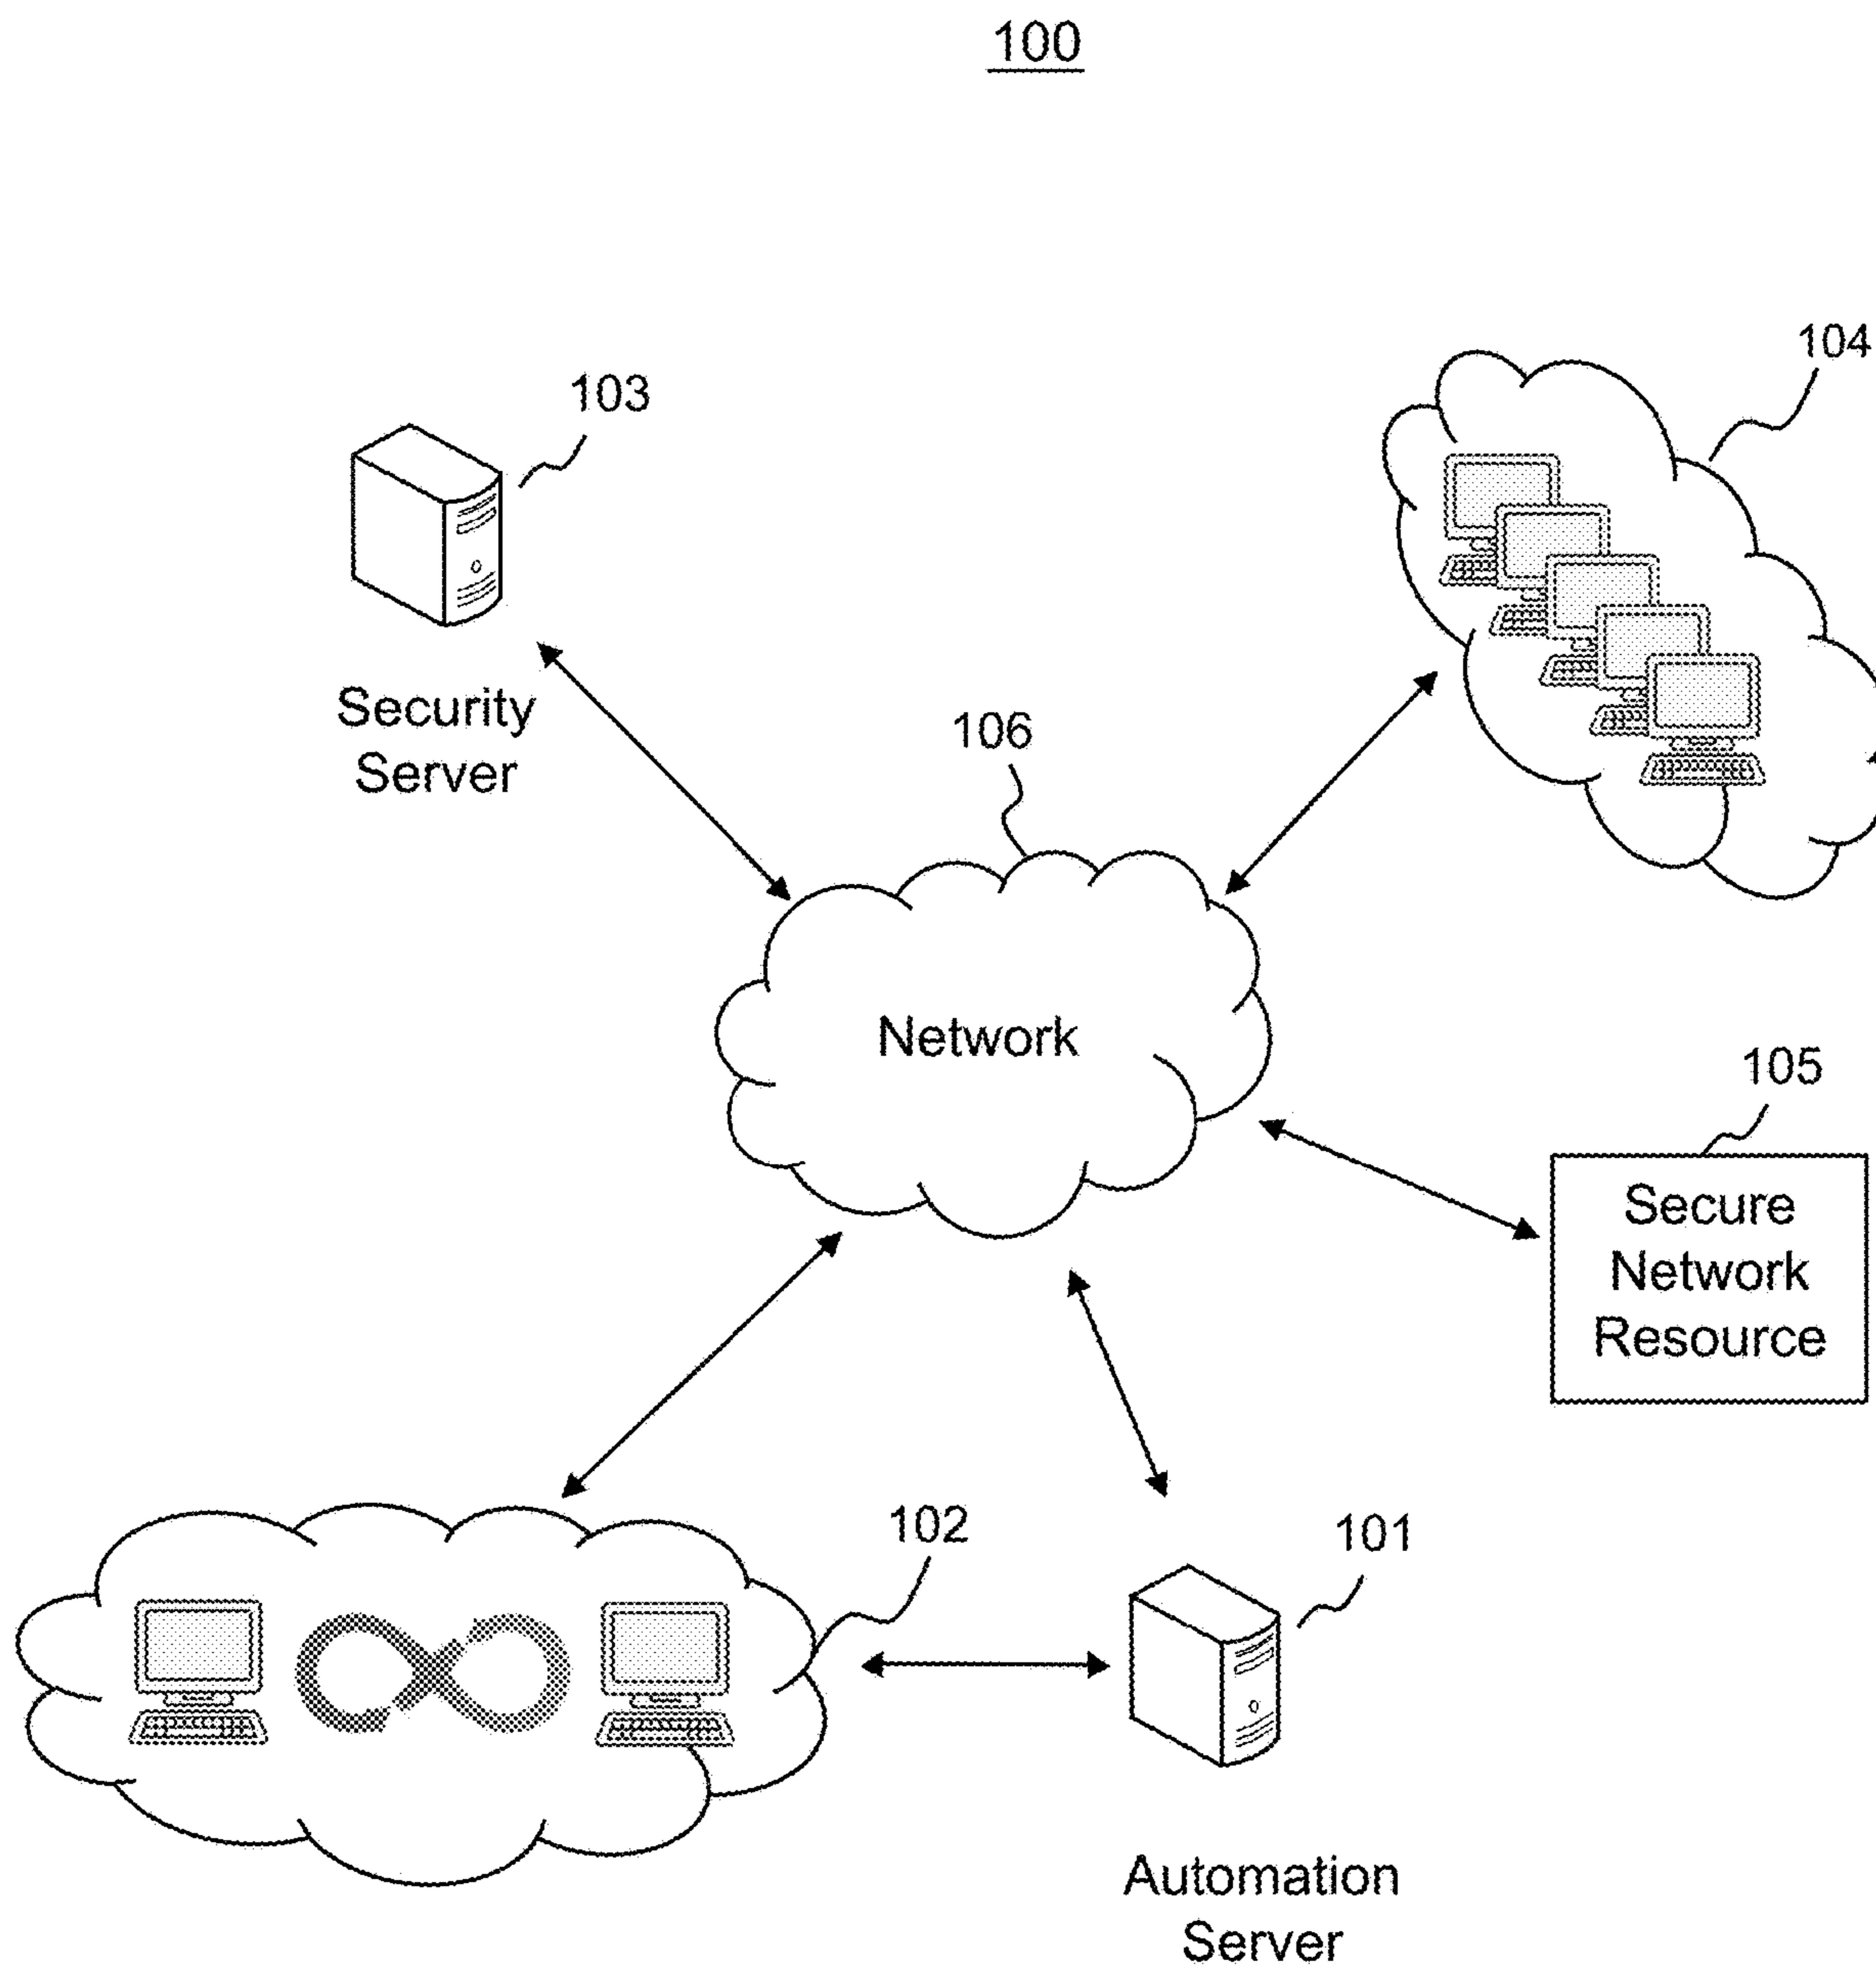 100
104
103
Security
Server
106
Network
105
Secure
Network
Resource
102
101
Automation
Server